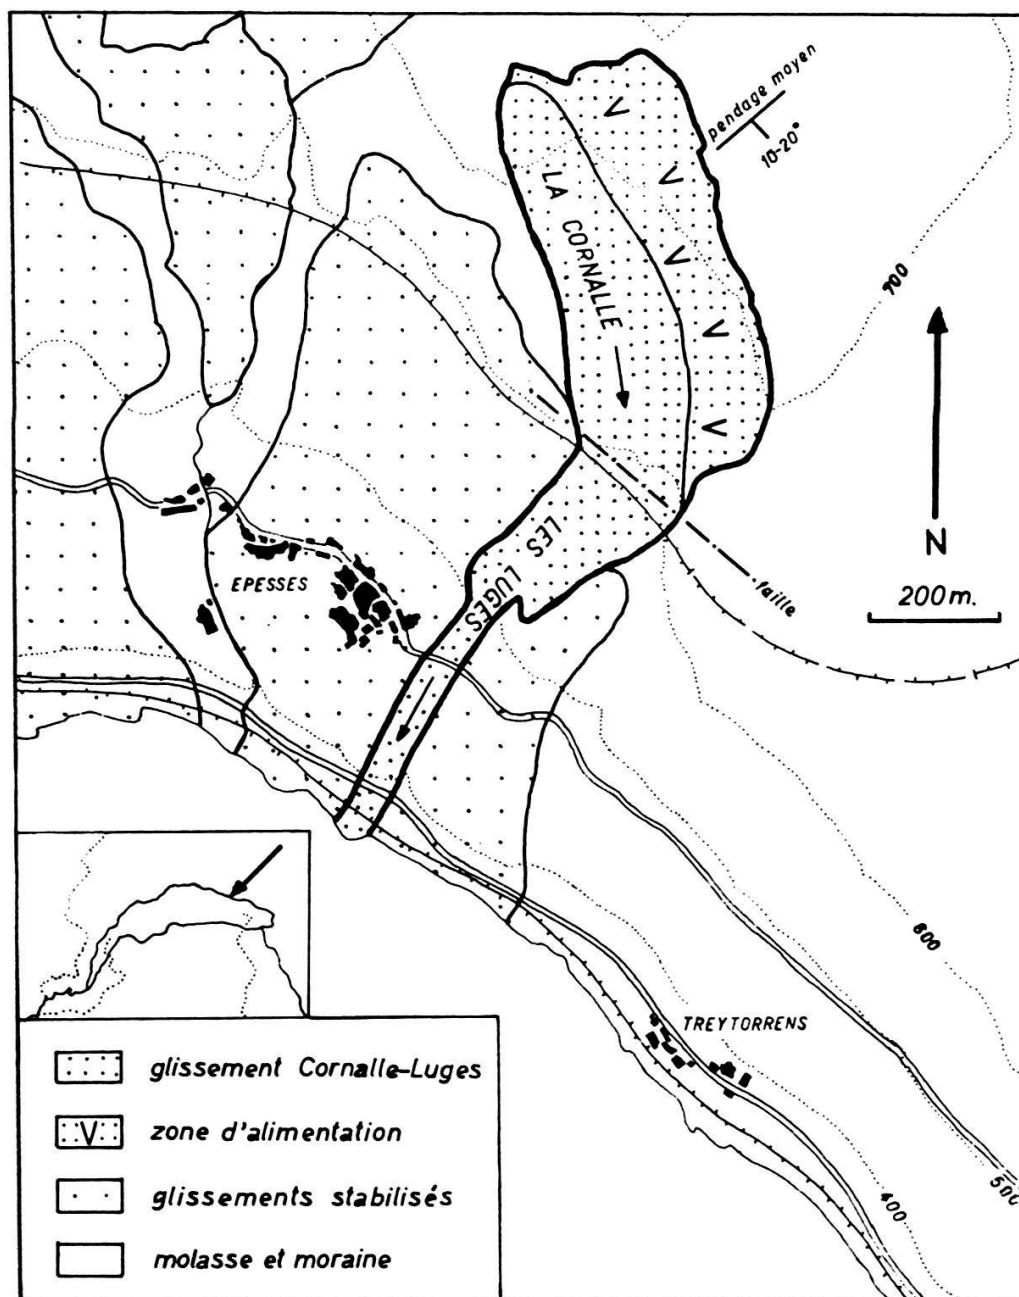 pendage moyen
10-20°
V
V
LA CORNALLE
V
700
V
V
N
200 m.
LES
LUGES
faille
EPESSES
600
TREYTORRENS
500
400
glissement Cornalle-Luges
V
zone d'alimentation
glissements stabilisés
molasse et moraine